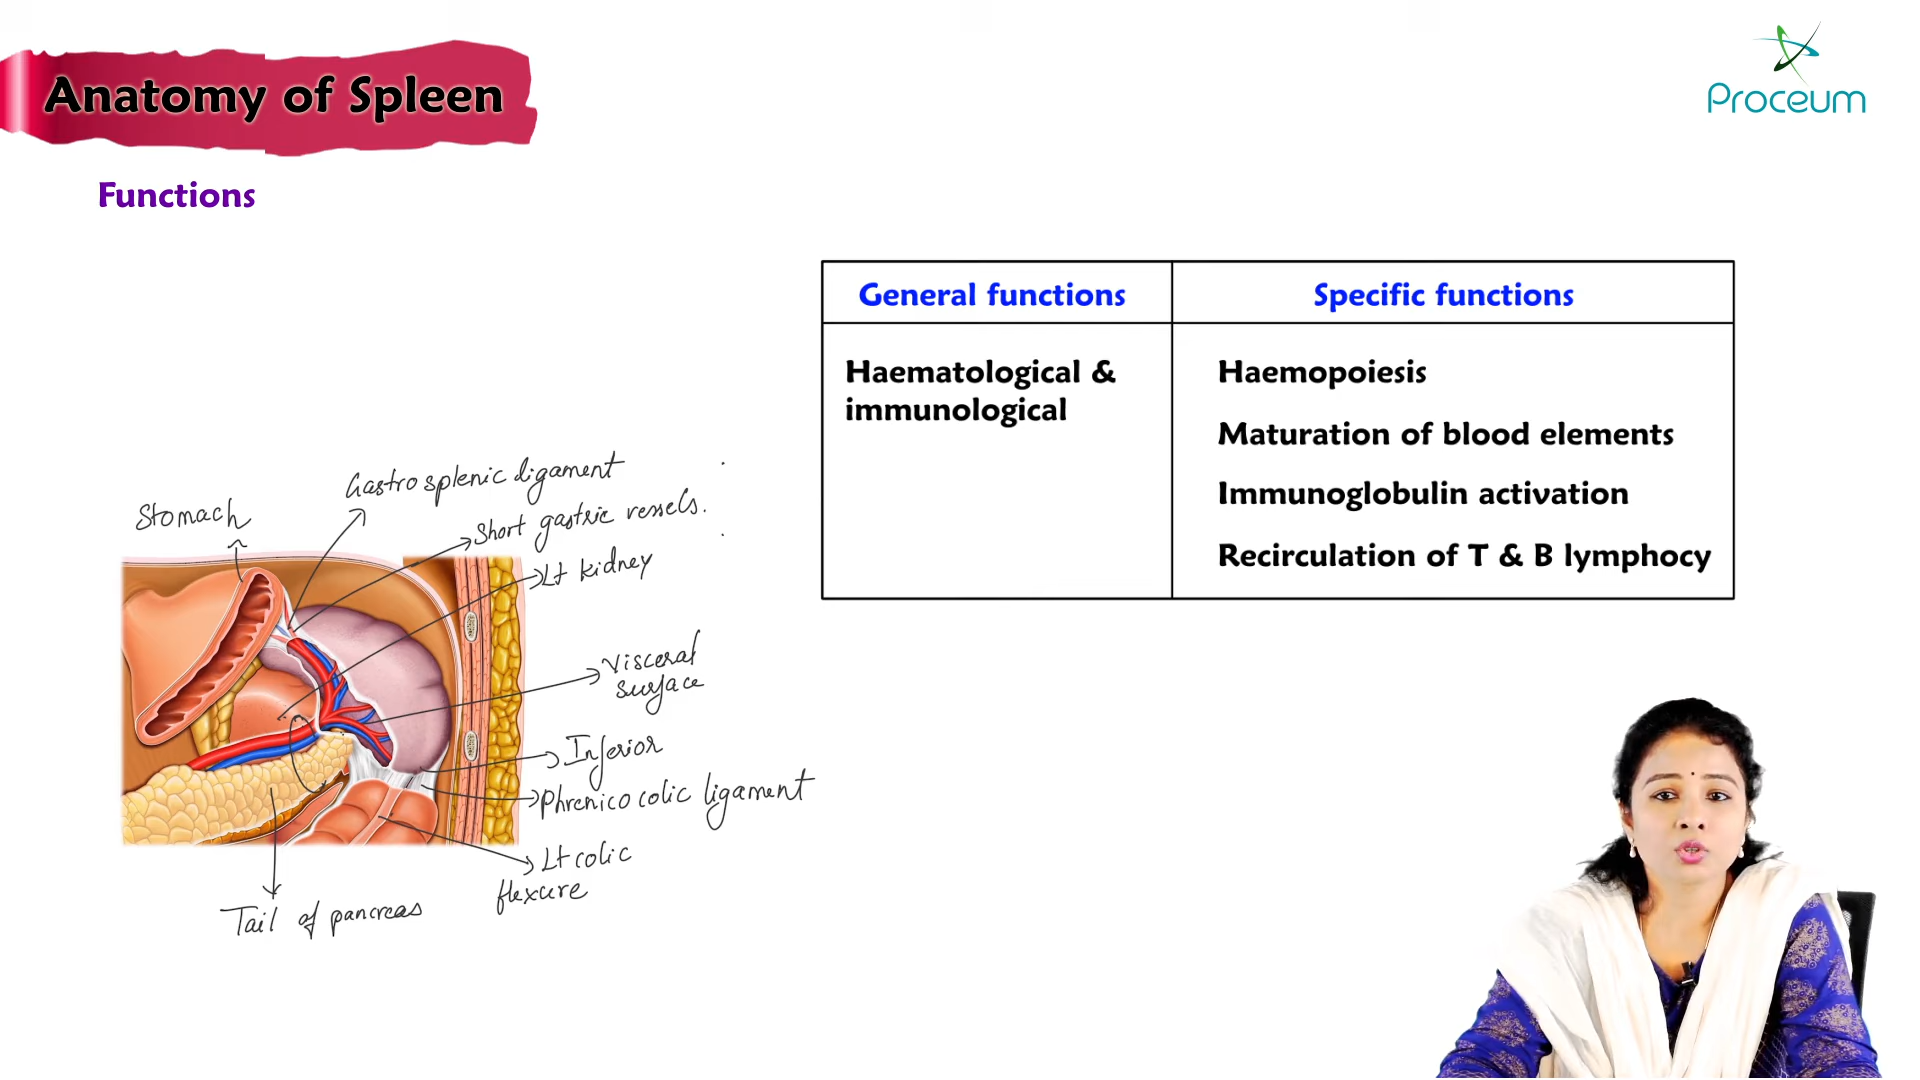 Anatomy of Spleen
Proceum
Functions
General functions
Specific functions
Haematological &
immunological
Haemopoiesis
Maturation of blood elements
Immunoglobulin activation
Recirculation of T & B lymphocy
Gastrosplenic ligament
Stomach
Short gastric vessels.
Lt kidney
Visceral
surface
Inferior
Phrenico colic ligament
Lt colic
flexure
Tail of pancreas